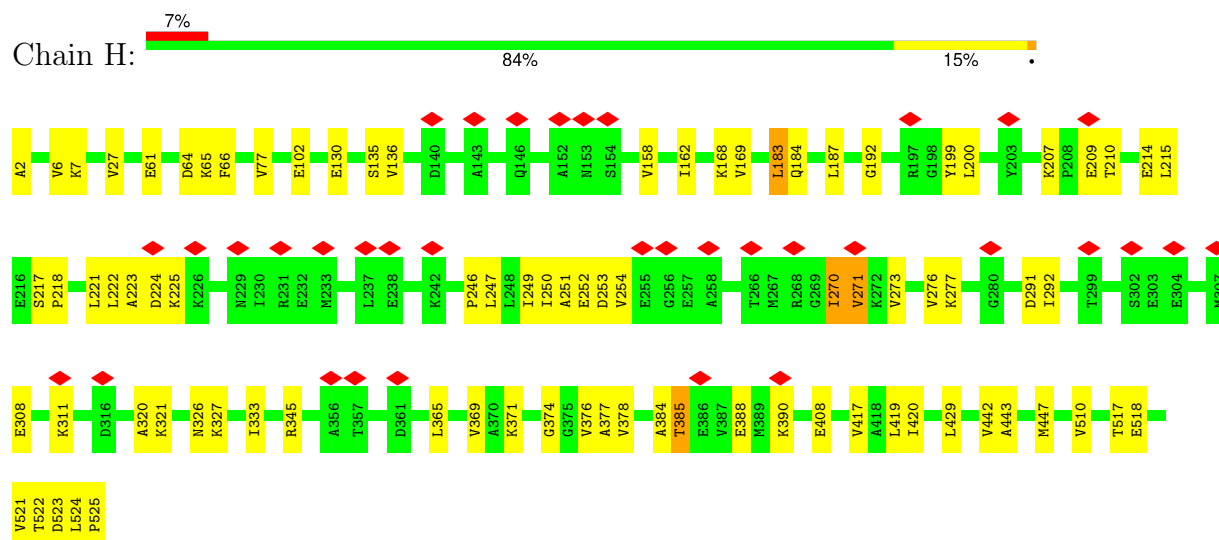 7%
Chain H:
84% 15% •
A2 V6 K7 V27 E61 D64 K65 F66 V77 E102 E130 S135 V136 D140 A143 Q146 A152 N153 S154 V158 I162 K168 V169 L183 Q184 L187 G192 R197 G198 Y199 L200 Y203 K207 P208 E209 T210 E214 L215
E216 S217 P218 L221 L222 A223 D224 K225 K226 N229 I230 R231 E232 M233 L237 E238 K242 P246 L247 L248 I249 I250 A251 E252 D253 V254 E255 G256 E257 A258 T266 M267 R268 G269 I270 V271 K272 V273 V276 K277 G280 D291 I292 T299 S302 E303 E304 M307
E308 K311 D316 A320 K321 N326 K327 I333 R345 A356 T357 D361 L365 V369 A370 K371 G374 G375 V376 A377 V378 A384 T385 E386 V387 E388 M389 K390 E408 V417 A418 L419 I420 L429 V442 A443 M447 V510 T517 E518
V521 T522 D523 L524 P525